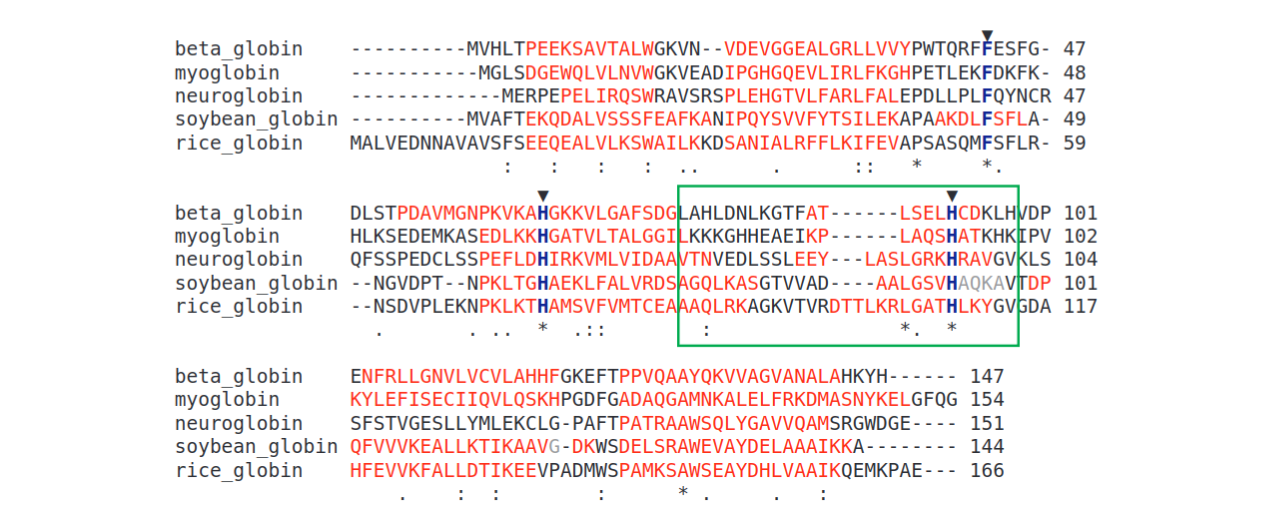 beta_globin ----------MVHLTPEEKSAVTALWGKVN--VDEVGGEALGRLLVVYPWTQRFFESFG- 47
myoglobin -----------MGLSDGEWQLVLNVWGKVEADIPGHGQEVLIRLFKGHPETLEKFDKFK- 48
neuroglobin -------------MERPEPELIRQSWRAVSRSPLEHGTVLFARLFALEPDLLPLFQYNCR 47
soybean_globin ----------MVAFTEKQDALVSSSFEAFKANIPQYSVVFYTSILEKAPAAKDLFSFLA- 49
rice_globin MALVEDNNAVAVSFSEEQEALVLKSWAILKKDSANIALRFFLKIFEVAPSASQMFSFLR- 59
: : : : .. . :: * *.
beta_globin DLSTPDAVMGNPKVKAHGKKVLGAFSDGLAHLDNLKGTFAT------LSELHCDKLHVDP 101
myoglobin HLKSEDEMKASEDLKKHGATVLTALGGILKKKGHHEAEIKP------LAQSHATKHKIPV 102
neuroglobin QFSSPEDCLSSPEFLDHIRKVMLVIDAAVTNVEDLSSLEEY---LASLGRKHRAVGVKLS 104
soybean_globin --NGVDPT--NPKLTGHAEKLFALVRDSAGQLKASGTVVAD----AALGSVHAQKAVTDP 101
rice_globin --NSDVPLEKNPKLKTHAMSVFVMTCEAAAQLRKAGKVTVRDTTLKRLGATHLKYGVGDA 117
. . .. * .:: : *. *
beta_globin ENFRLLGNVLVCVLAHHFGKEFTPPVQAAYQKVVAGVANALAHKYH------ 147
myoglobin KYLEFISECIIQVLQSKHPGDFGADAQGAMNKALELFRKDMASNYKELGFQG 154
neuroglobin SFSTVGESLLYMLEKCLG-PAFTPATRAAWSQLYGAVVQAMSRGWDGE---- 151
soybean_globin QFVVVKEALLKTIKAAVG-DKWSDELSRAWEVAYDELAAAIKKA-------- 144
rice_globin HFEVVKFALLDTIKEEVPADMWSPAMKSAWSEAYDHLVAAIKQEMKPAE--- 166
. : : : * . . :